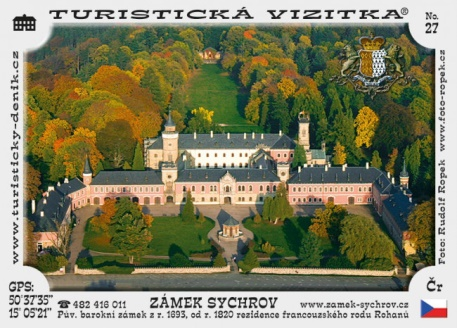 TURISTICKÁ VIZITKA®
No.
27
www.turisticky-denik.cz
www.foto-ropek.cz
Foto: Rudolf Ropek
GPS:
50°37'35"
15°05'21"
☎ 482 416 011
ZÁMEK SYCHROV
www.zamek-sychrov.cz
Pův. barokní zámek z r. 1693, od r. 1820 rezidence francouzského rodu Rohanů
Čr